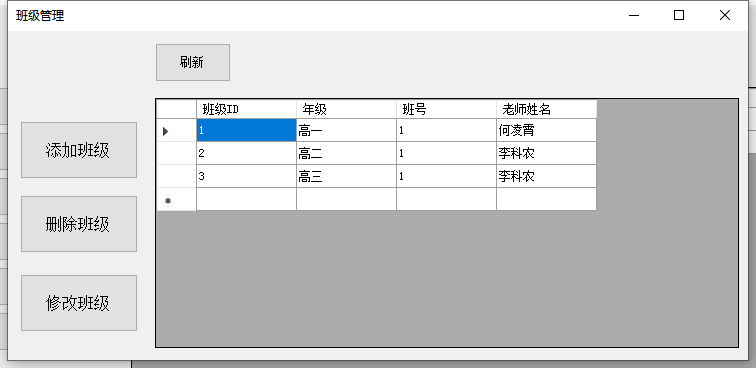 班级管理
刷新
班级ID 年级 班号 老师姓名
1 高一 1 何凌霄
2 高二 1 李科农
3 高三 1 李科农
添加班级
删除班级
修改班级